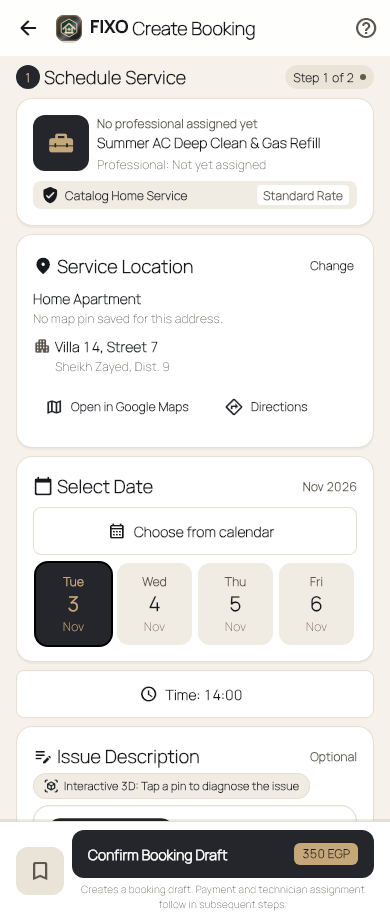 FIXO Create Booking
1 Schedule Service
Step 1 of 2
No professional assigned yet
Summer AC Deep Clean & Gas Refill
Professional: Not yet assigned
Catalog Home Service
Standard Rate
Service Location
Change
Home Apartment
No map pin saved for this address.
Villa 14, Street 7
Sheikh Zayed, Dist. 9
Open in Google Maps
Directions
Select Date
Nov 2026
Choose from calendar
Tue
3
Nov
Wed
4
Nov
Thu
5
Nov
Fri
6
Nov
Time: 14:00
Issue Description
Optional
Interactive 3D: Tap a pin to diagnose the issue
Confirm Booking Draft
350 EGP
Creates a booking draft. Payment and technician assignment
follow in subsequent steps.